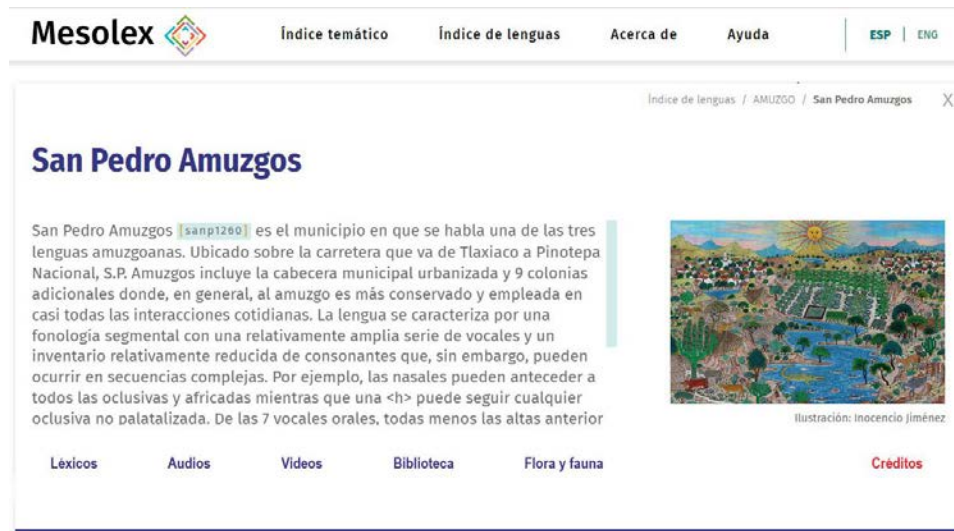 Mesolex
Índice temático
Índice de lenguas
Acerca de
Ayuda
ESP | ENG
Índice de lenguas / AMUZGO / San Pedro Amuzgos X
San Pedro Amuzgos
San Pedro Amuzgos [sanp1260] es el municipio en que se habla una de las tres
lenguas amuzgoanas. Ubicado sobre la carretera que va de Tlaxiaco a Pinotepa
Nacional, S.P. Amuzgos incluye la cabecera municipal urbanizada y 9 colonias
adicionales donde, en general, al amuzgo es más conservado y empleada en
casi todas las interacciones cotidianas. La lengua se caracteriza por una
fonología segmental con una relativamente amplia serie de vocales y un
inventario relativamente reducida de consonantes que, sin embargo, pueden
ocurrir en secuencias complejas. Por ejemplo, las nasales pueden anteceder a
todos las oclusivas y africadas mientras que una <h> puede seguir cualquier
oclusiva no palatalizada. De las 7 vocales orales, todas menos las altas anterior
Ilustración: Inocencio Jiménez
Léxicos
Audios
Videos
Biblioteca
Flora y fauna
Créditos